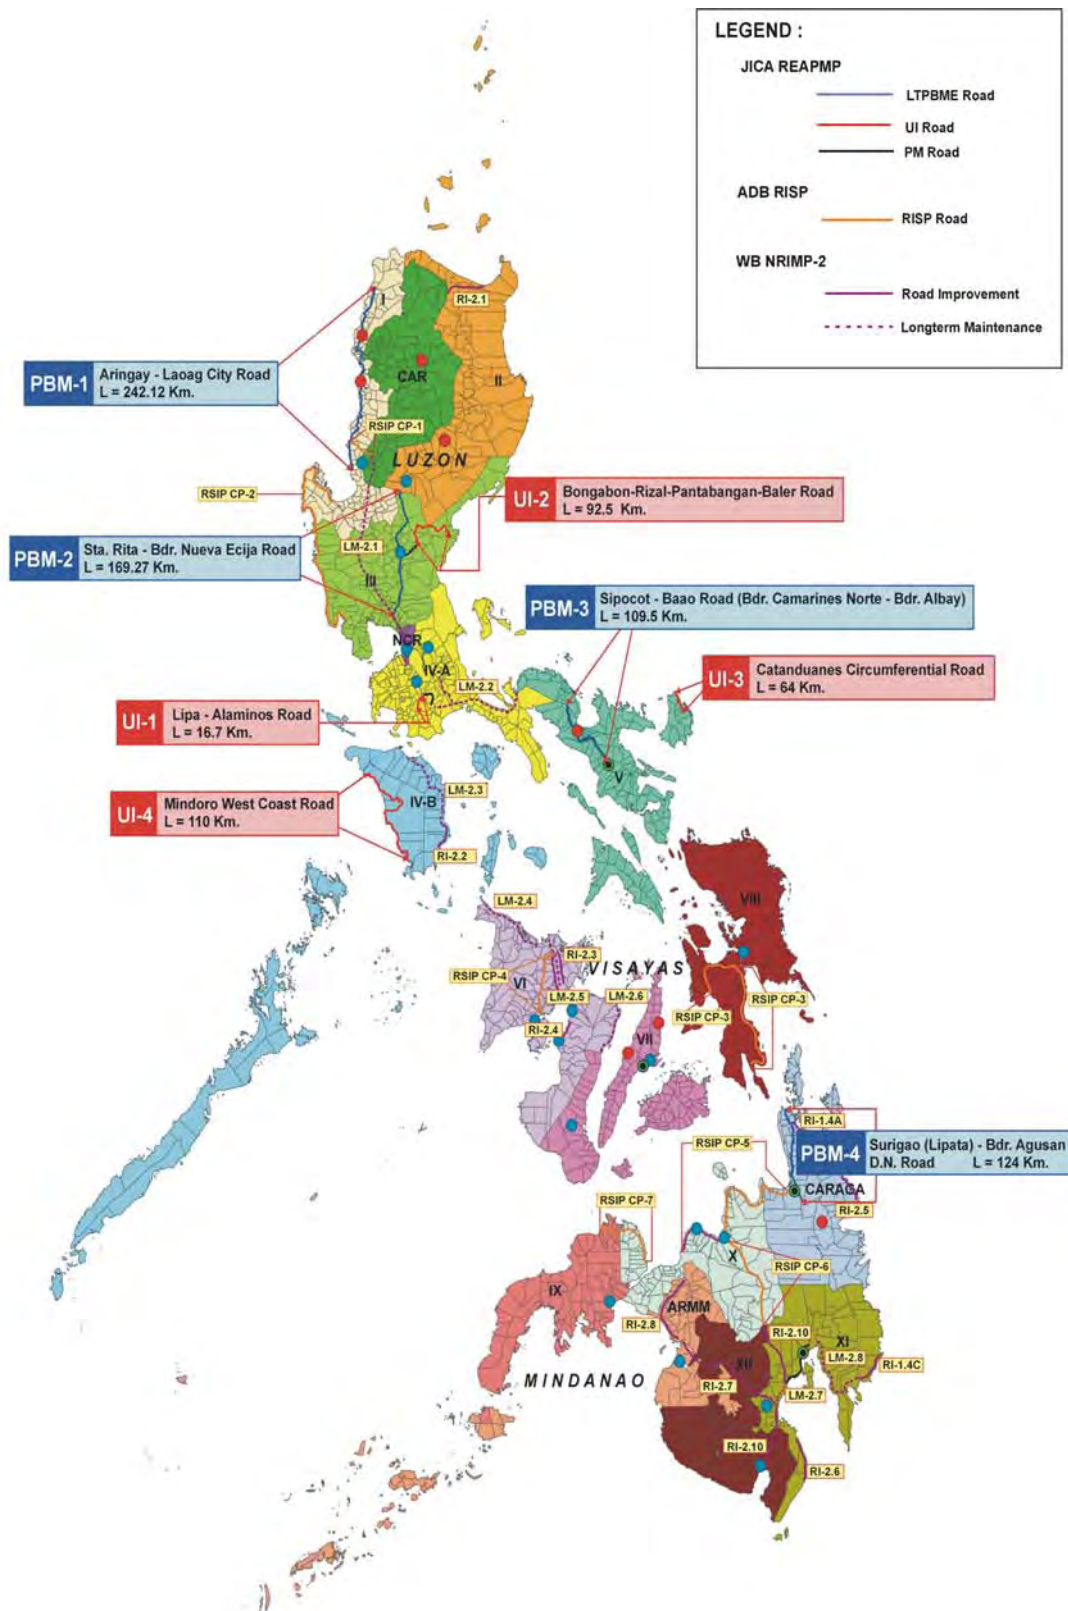 LEGEND :
JICA REAPMP
LTPBME Road
UI Road
PM Road
ADB RISP
RISP Road
WB NRIMP-2
Road Improvement
Longterm Maintenance
I
RI-2.1
PBM-1
Aringay - Laoag City Road
L = 242.12 Km.
CAR
II
RSIP CP-1
LUZON
RSIP CP-2
UI-2
Bongabon-Rizal-Pantabangan-Baler Road
L = 92.5 Km.
PBM-2
Sta. Rita - Bdr. Nueva Ecija Road
L = 169.27 Km.
LM-2.1
III
PBM-3
Sipocot - Baao Road (Bdr. Camarines Norte - Bdr. Albay)
L = 109.5 Km.
NCR
IV-A
LM-2.2
UI-3
Catanduanes Circumferential Road
L = 64 Km.
UI-1
Lipa - Alaminos Road
L = 16.7 Km.
V
UI-4
Mindoro West Coast Road
L = 110 Km.
IV-B
LM-2.3
RI-2.2
LM-2.4
VIII
RI-2.3
VISAYAS
RSIP CP-4
VI
LM-2.5
LM-2.6
RSIP CP-3
RSIP CP-3
RI-2.4
VII
RI-1.4A
PBM-4
Surigao (Lipata) - Bdr. Agusan
D.N. Road L = 124 Km.
RSIP CP-5
CARAGA
RSIP CP-7
RI-2.5
X
RSIP CP-6
IX
ARMM
RI-2.8
RI-2.10
XI
LM-2.8
RI-1.4C
XII
MINDANAO
RI-2.7
LM-2.7
RI-2.10
RI-2.6